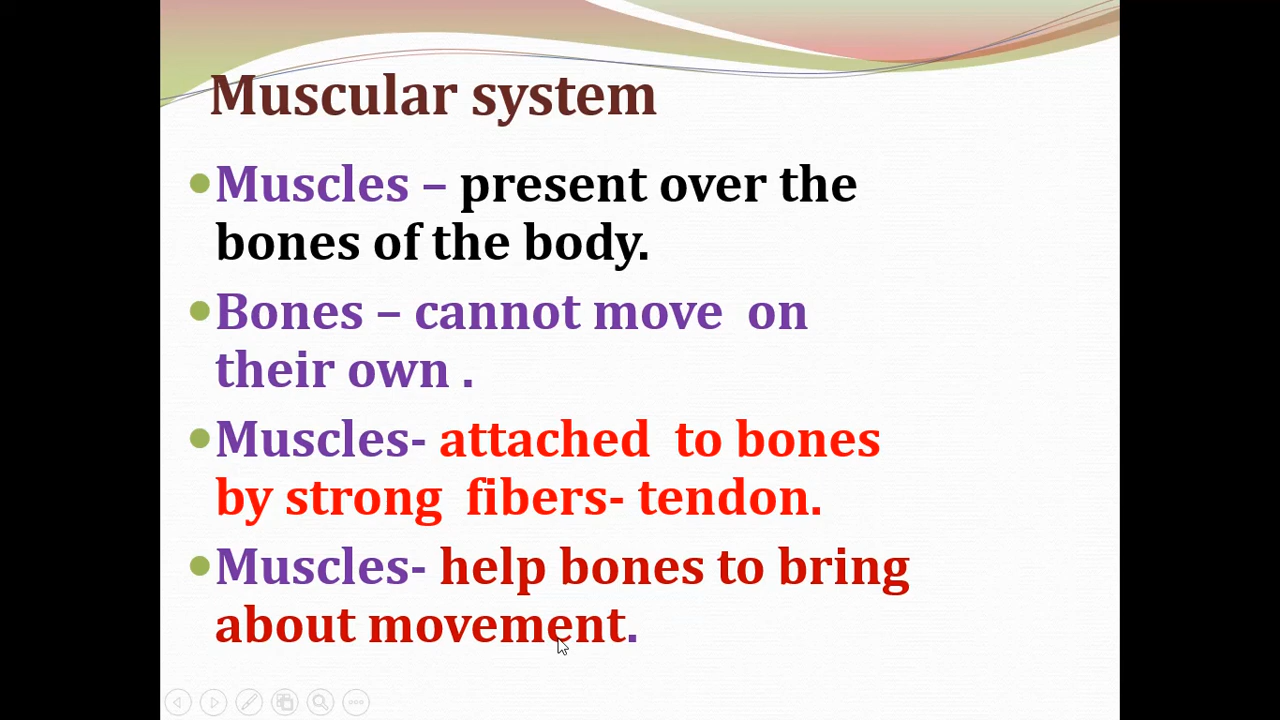 Muscular system
Muscles – present over the
bones of the body.
Bones – cannot move  on
their own .
Muscles- attached  to bones
by strong  fibers- tendon.
Muscles- help bones to bring
about movement.